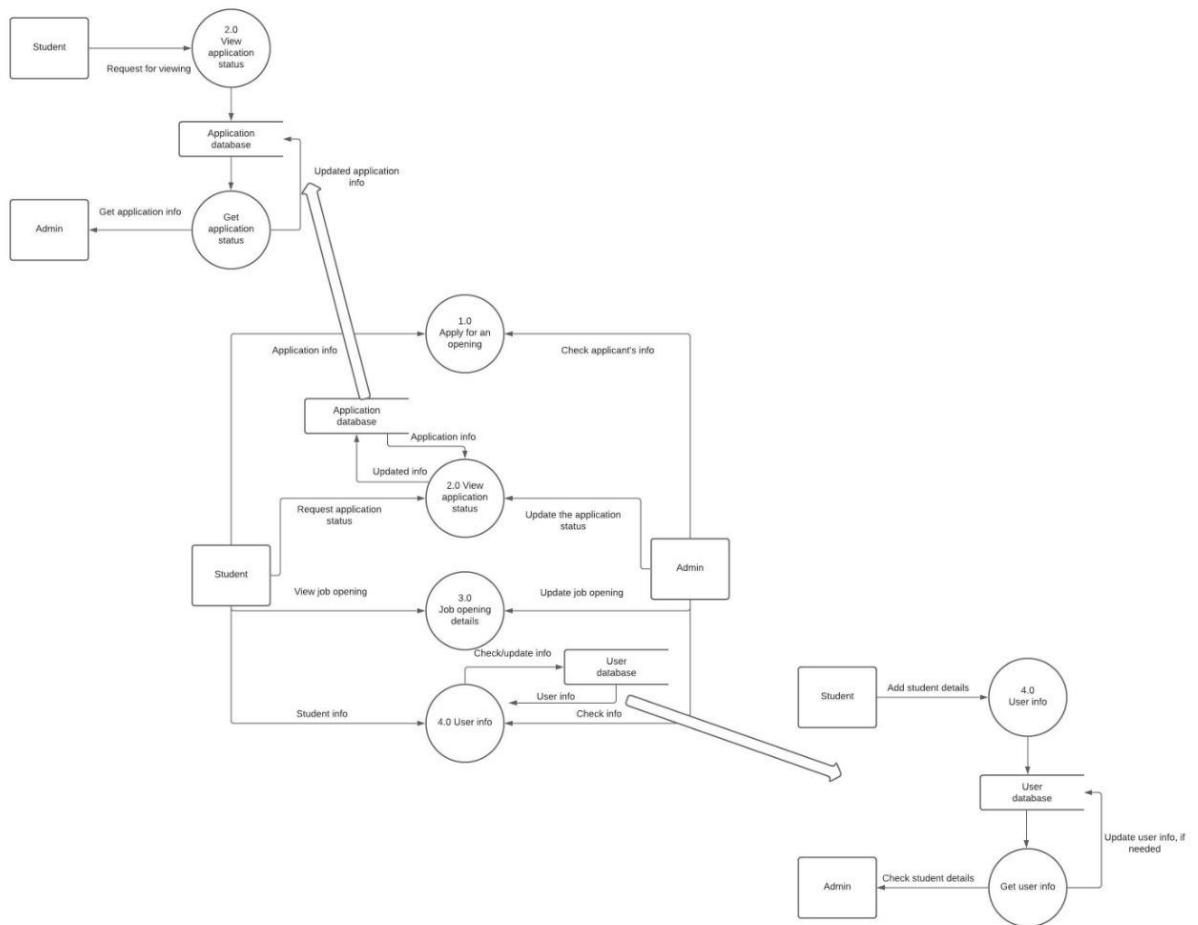 Student
2.0
View
application
status
Request for viewing
Application
database
Updated application
info
Admin
Get application info
Get
application
status
1.0
Apply for an
opening
Application info
Check applicant's info
Application
database
Application info
Updated info
2.0 View
application
status
Request application
status
Update the application
status
Student
Admin
View job opening
3.0
Job opening
details
Update job opening
Check/update info
User
database
User info
Student info
4.0 User info
Check info
Student
Add student details
4.0
User info
User
database
Update user info, if
needed
Admin
Check student details
Get user info